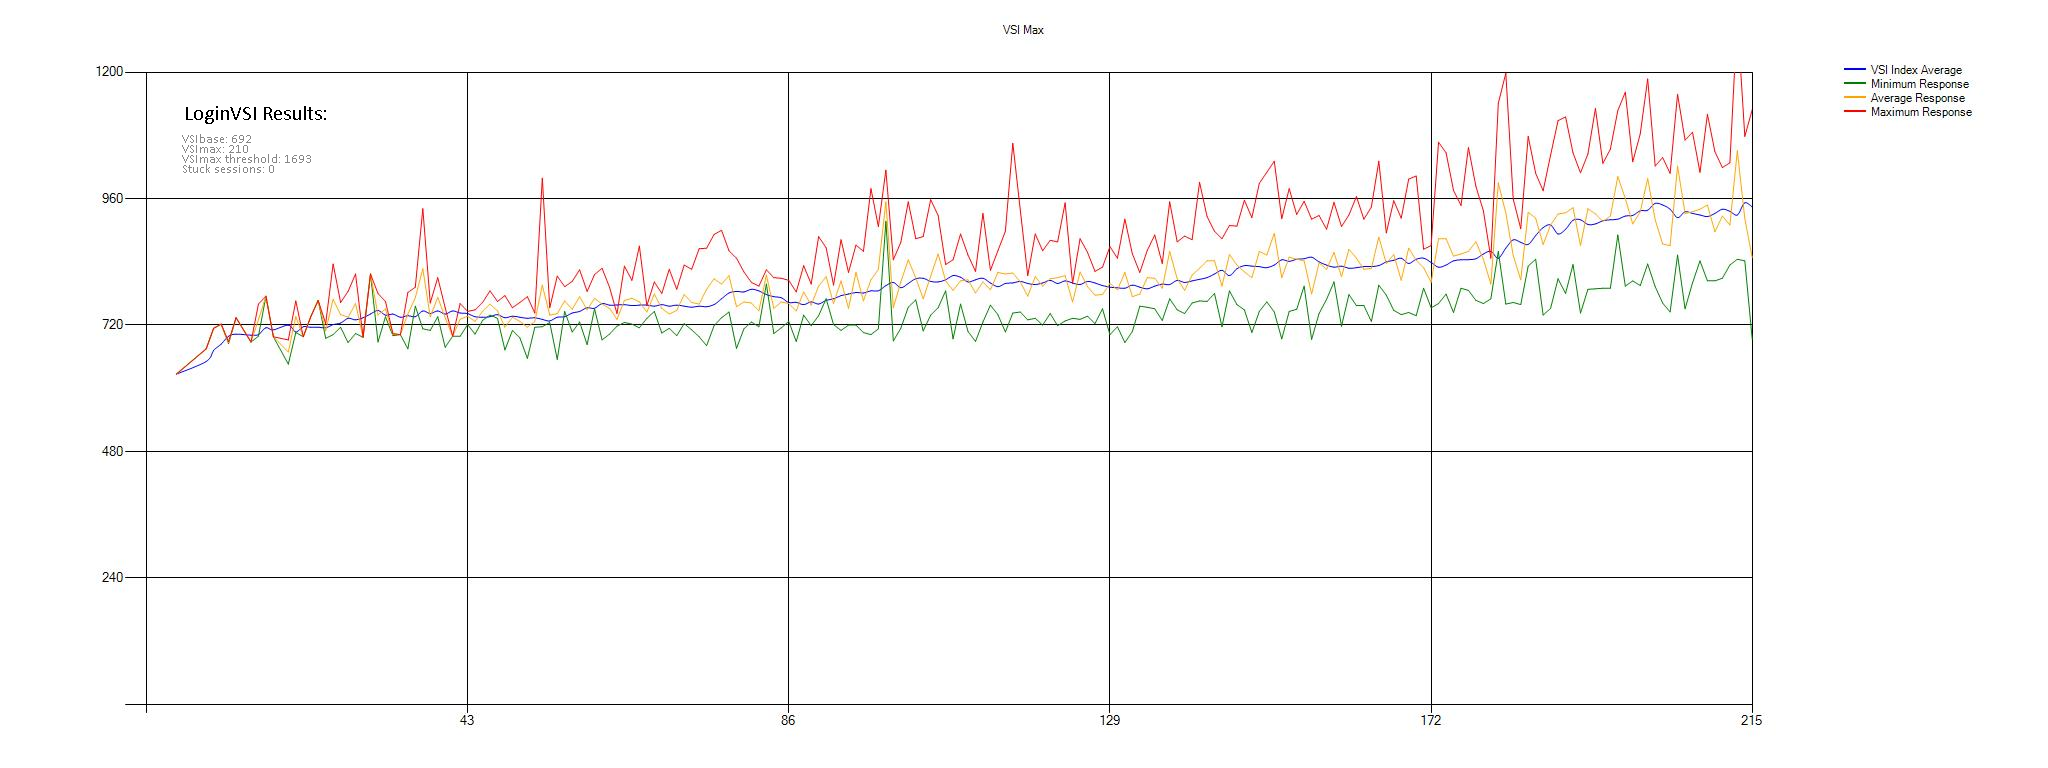 VSI Max
1200
960
720
480
240
LoginVSI Results:
VSIbase: 692
VSImax: 210
VSImax threshold: 1693
Stuck sessions: 0
43
86
129
172
215
VSI Index Average
Minimum Response
Average Response
Maximum Response